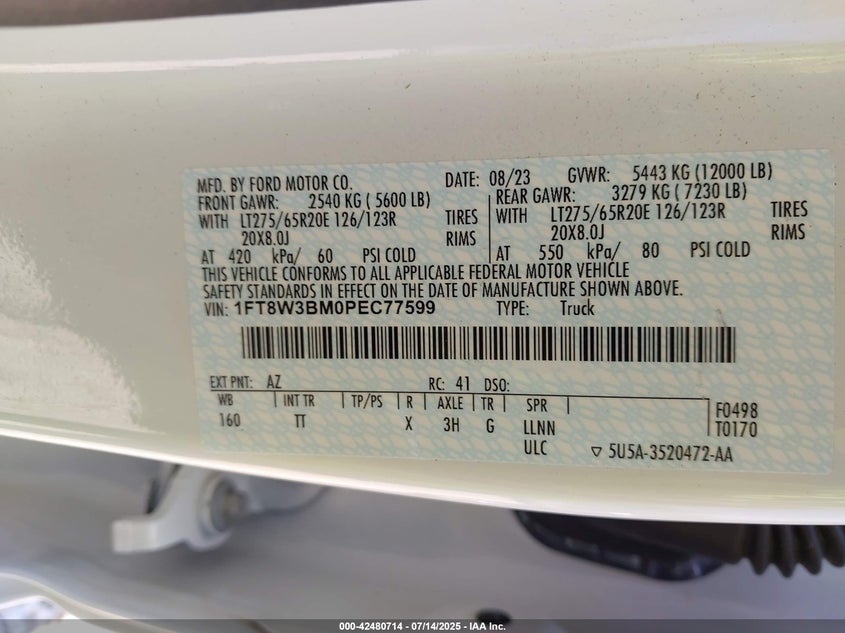 MFD. BY FORD MOTOR CO. DATE: 08/23 GVWR: 5443 KG (12000 LB)
FRONT GAWR: 2540 KG ( 5600 LB) REAR GAWR: 3279 KG ( 7230 LB)
WITH LT275/65R20E 126/123R TIRES WITH LT275/65R20E 126/123R TIRES
20X8.0J RIMS 20X8.0J RIMS
AT 420 kPa/ 60 PSI COLD AT 550 kPa/ 80 PSI COLD
THIS VEHICLE CONFORMS TO ALL APPLICABLE FEDERAL MOTOR VEHICLE
SAFETY STANDARDS IN EFFECT ON THE DATE OF MANUFACTURE SHOWN ABOVE.
VIN: 1FT8W3BM0PEC77599 TYPE: Truck
EXT PNT: AZ RC: 41 DSO:
WB INT TR TP/PS R AXLE TR SPR F0498
160 TT X 3H G LLNN T0170
ULC ▽ 5U5A-3520472-AA
000-42480714 - 07/14/2025 - IAA Inc.